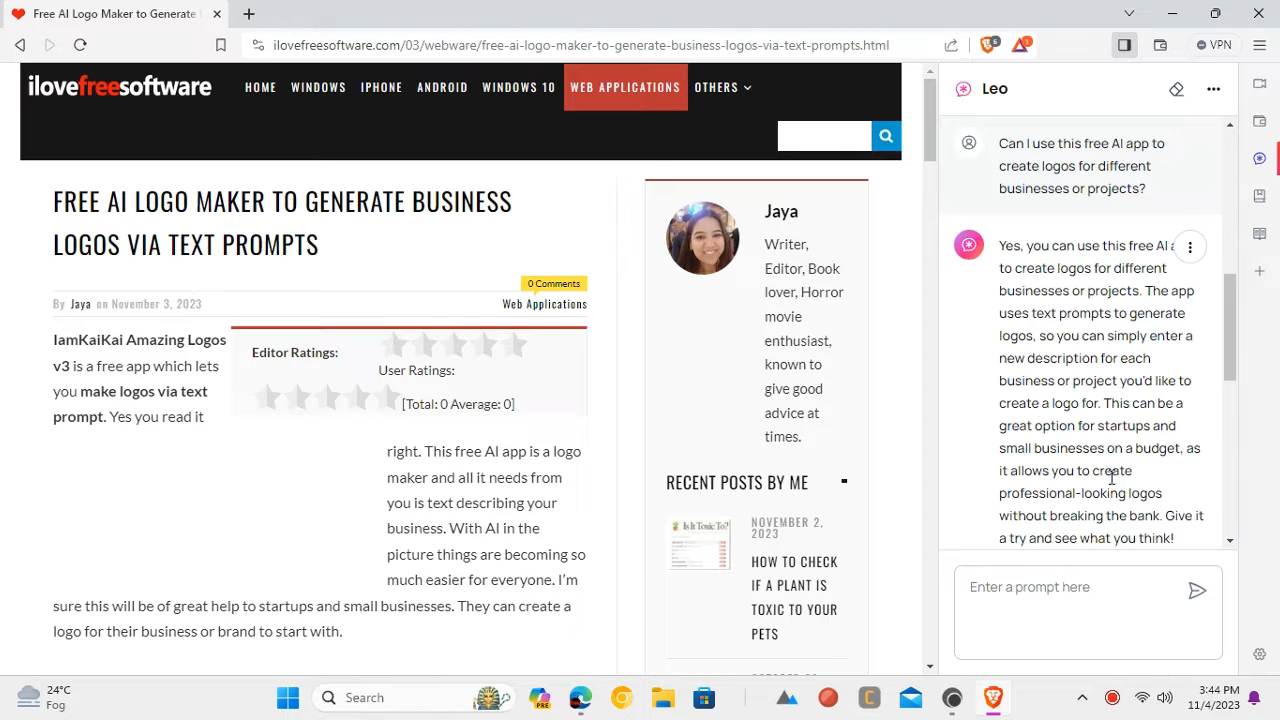 Free AI Logo Maker to Generate
ilovefreesoftware.com/03/webware/free-ai-logo-maker-to-generate-business-logos-via-text-prompts.html
6
1
VPN
ilovefreesoftware
HOME WINDOWS IPHONE ANDROID WINDOWS 10 WEB APPLICATIONS OTHERS
FREE AI LOGO MAKER TO GENERATE BUSINESS
LOGOS VIA TEXT PROMPTS
0 Comments
By Jaya on November 3, 2023
Web Applications
IamKaiKai Amazing Logos
v3 is a free app which lets
you make logos via text
prompt. Yes you read it
Editor Ratings:
User Ratings:
[Total: 0 Average: 0]
right. This free AI app is a logo
maker and all it needs from
you is text describing your
business. With AI in the
picture things are becoming so
much easier for everyone. I'm
sure this will be of great help to startups and small businesses. They can create a
logo for their business or brand to start with.
Jaya
Writer,
Editor, Book
lover, Horror
movie
enthusiast,
known to
give good
advice at
times.
RECENT POSTS BY ME
Is It Toxic To?
NOVEMBER 2,
2023
HOW TO CHECK
IF A PLANT IS
TOXIC TO YOUR
PETS
Leo
Can I use this free AI app to
create logos for different
businesses or projects?
Yes, you can use this free AI
to create logos for different
businesses or projects. The app
uses text prompts to generate
logos, so you can simply enter a
new description for each
business or project you'd like to
create a logo for. This can be a
great option for startups and
small businesses on a budget, as
it allows you to create
professional-looking logos
without breaking the bank. Give it
a try and see what you think!
Enter a prompt here
24°C
Fog
Search
PRE
C
3:44 PM
11/4/2023